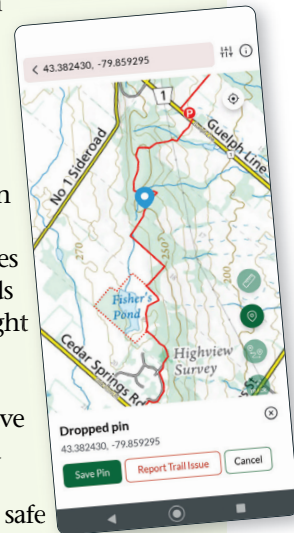 43.382430, -79.859295
1
P
Guelph Line
No 1 Sideroad
270
250
200
Fisher's
Pond
Cedar Springs Rd
Highview
Survey
Dropped pin
43.382430, -79.859295
Save Pin
Report Trail Issue
Cancel
n
es
ds
ght
ve
safe